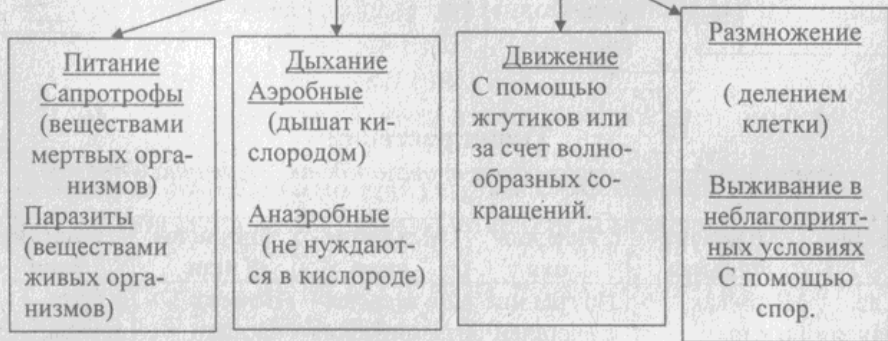 Питание
Сапротрофы
(веществами
мертвых орга-
низмов)
Паразиты
(веществами
живых орга-
низмов)
Дыхание
Аэробные
(дышат ки-
слородом)
Анаэробные
(не нуждают-
ся в кислороде)
Движение
С помощью
жгутиков или
за счет волно-
образных со-
кращений.
Размножение
( делением
клетки)
Выживание в
неблагоприят-
ных условиях
С помощью
спор.